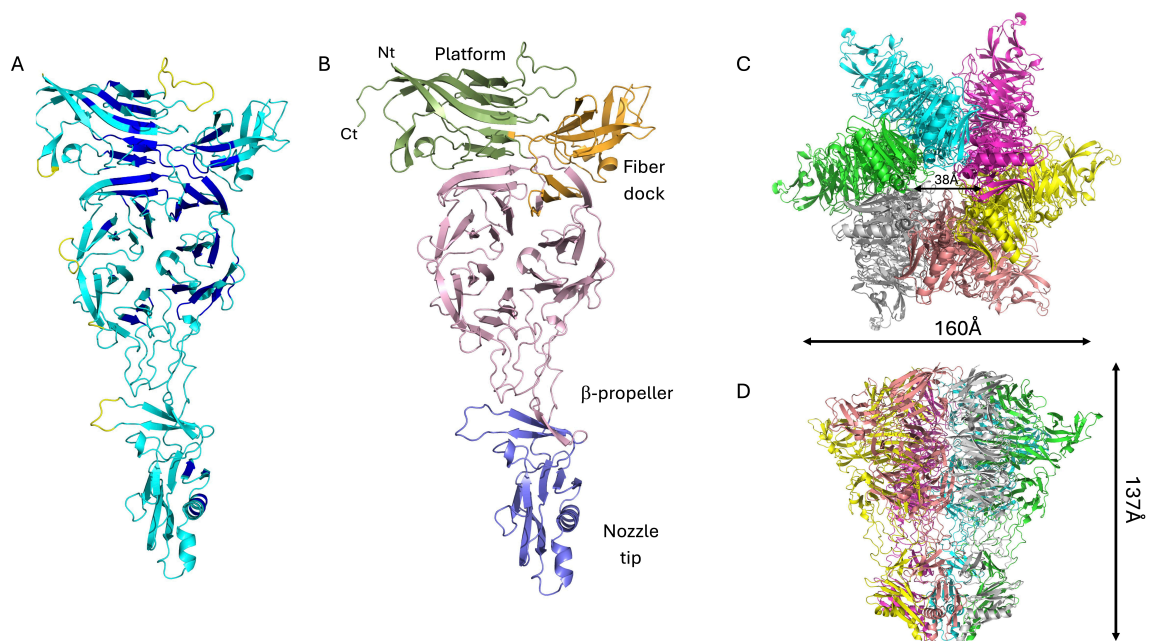 A
B
Nt
Platform
Ct
Fiber
dock
β-propeller
Nozzle
tip
C
38Å
160Å
D
137Å